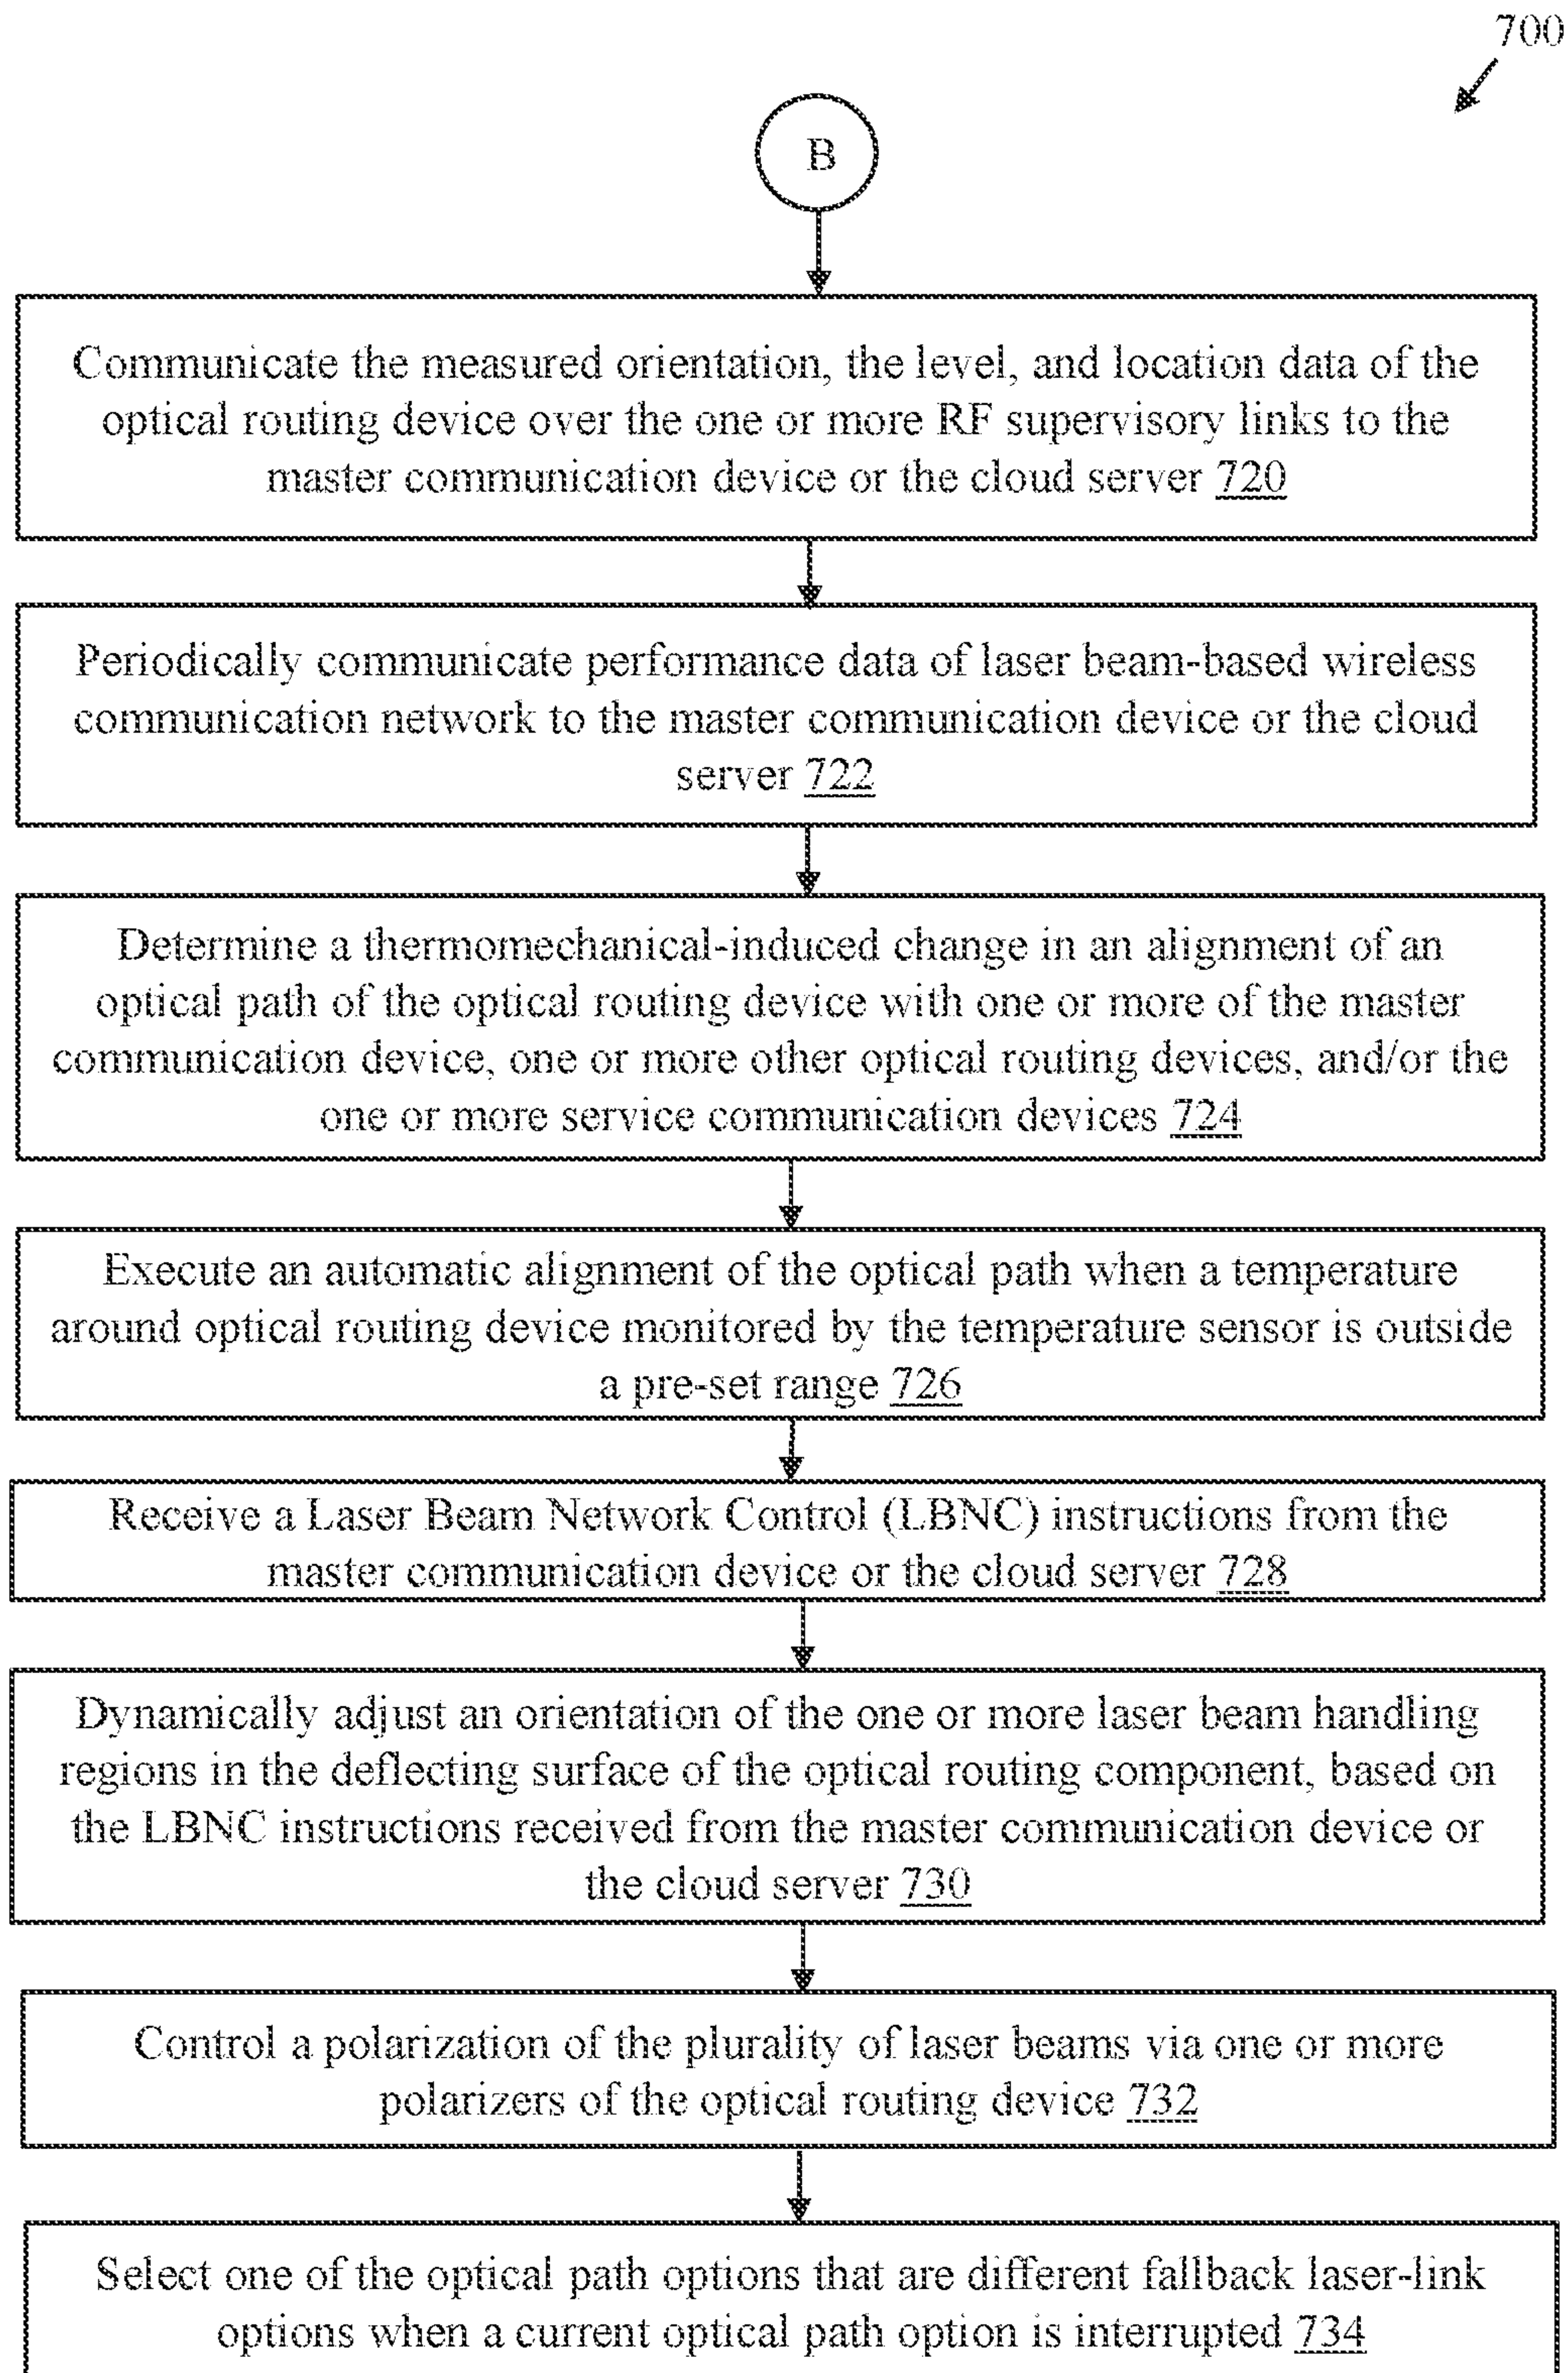 700
B
Communicate the measured orientation, the level, and location data of the
optical routing device over the one or more RF supervisory links to the
master communication device or the cloud server 720
Periodically communicate performance data of laser beam-based wireless
communication network to the master communication device or the cloud
server 722
Determine a thermomechanical-induced change in an alignment of an
optical path of the optical routing device with one or more of the master
communication device, one or more other optical routing devices, and/or the
one or more service communication devices 724
Execute an automatic alignment of the optical path when a temperature
around optical routing device monitored by the temperature sensor is outside
a pre-set range 726
Receive a Laser Beam Network Control (LBNC) instructions from the
master communication device or the cloud server 728
Dynamically adjust an orientation of the one or more laser beam handling
regions in the deflecting surface of the optical routing component, based on
the LBNC instructions received from the master communication device or
the cloud server 730
Control a polarization of the plurality of laser beams via one or more
polarizers of the optical routing device 732
Select one of the optical path options that are different fallback laser-link
options when a current optical path option is interrupted 734